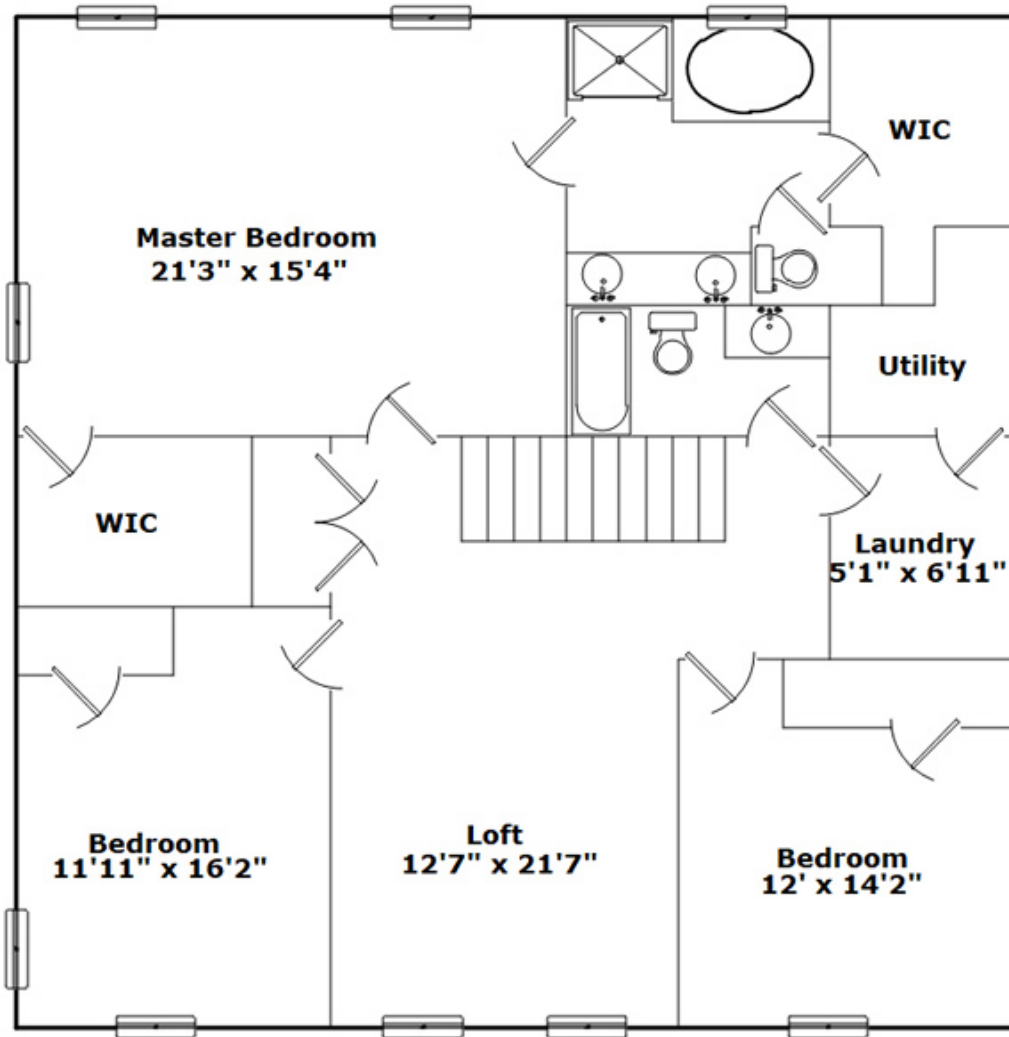 WIC
Master Bedroom
21'3" x 15'4"
Utility
WIC
Laundry
5'1" x 6'11"
Bedroom
11'11" x 16'2"
Loft
12'7" x 21'7"
Bedroom
12' x 14'2"